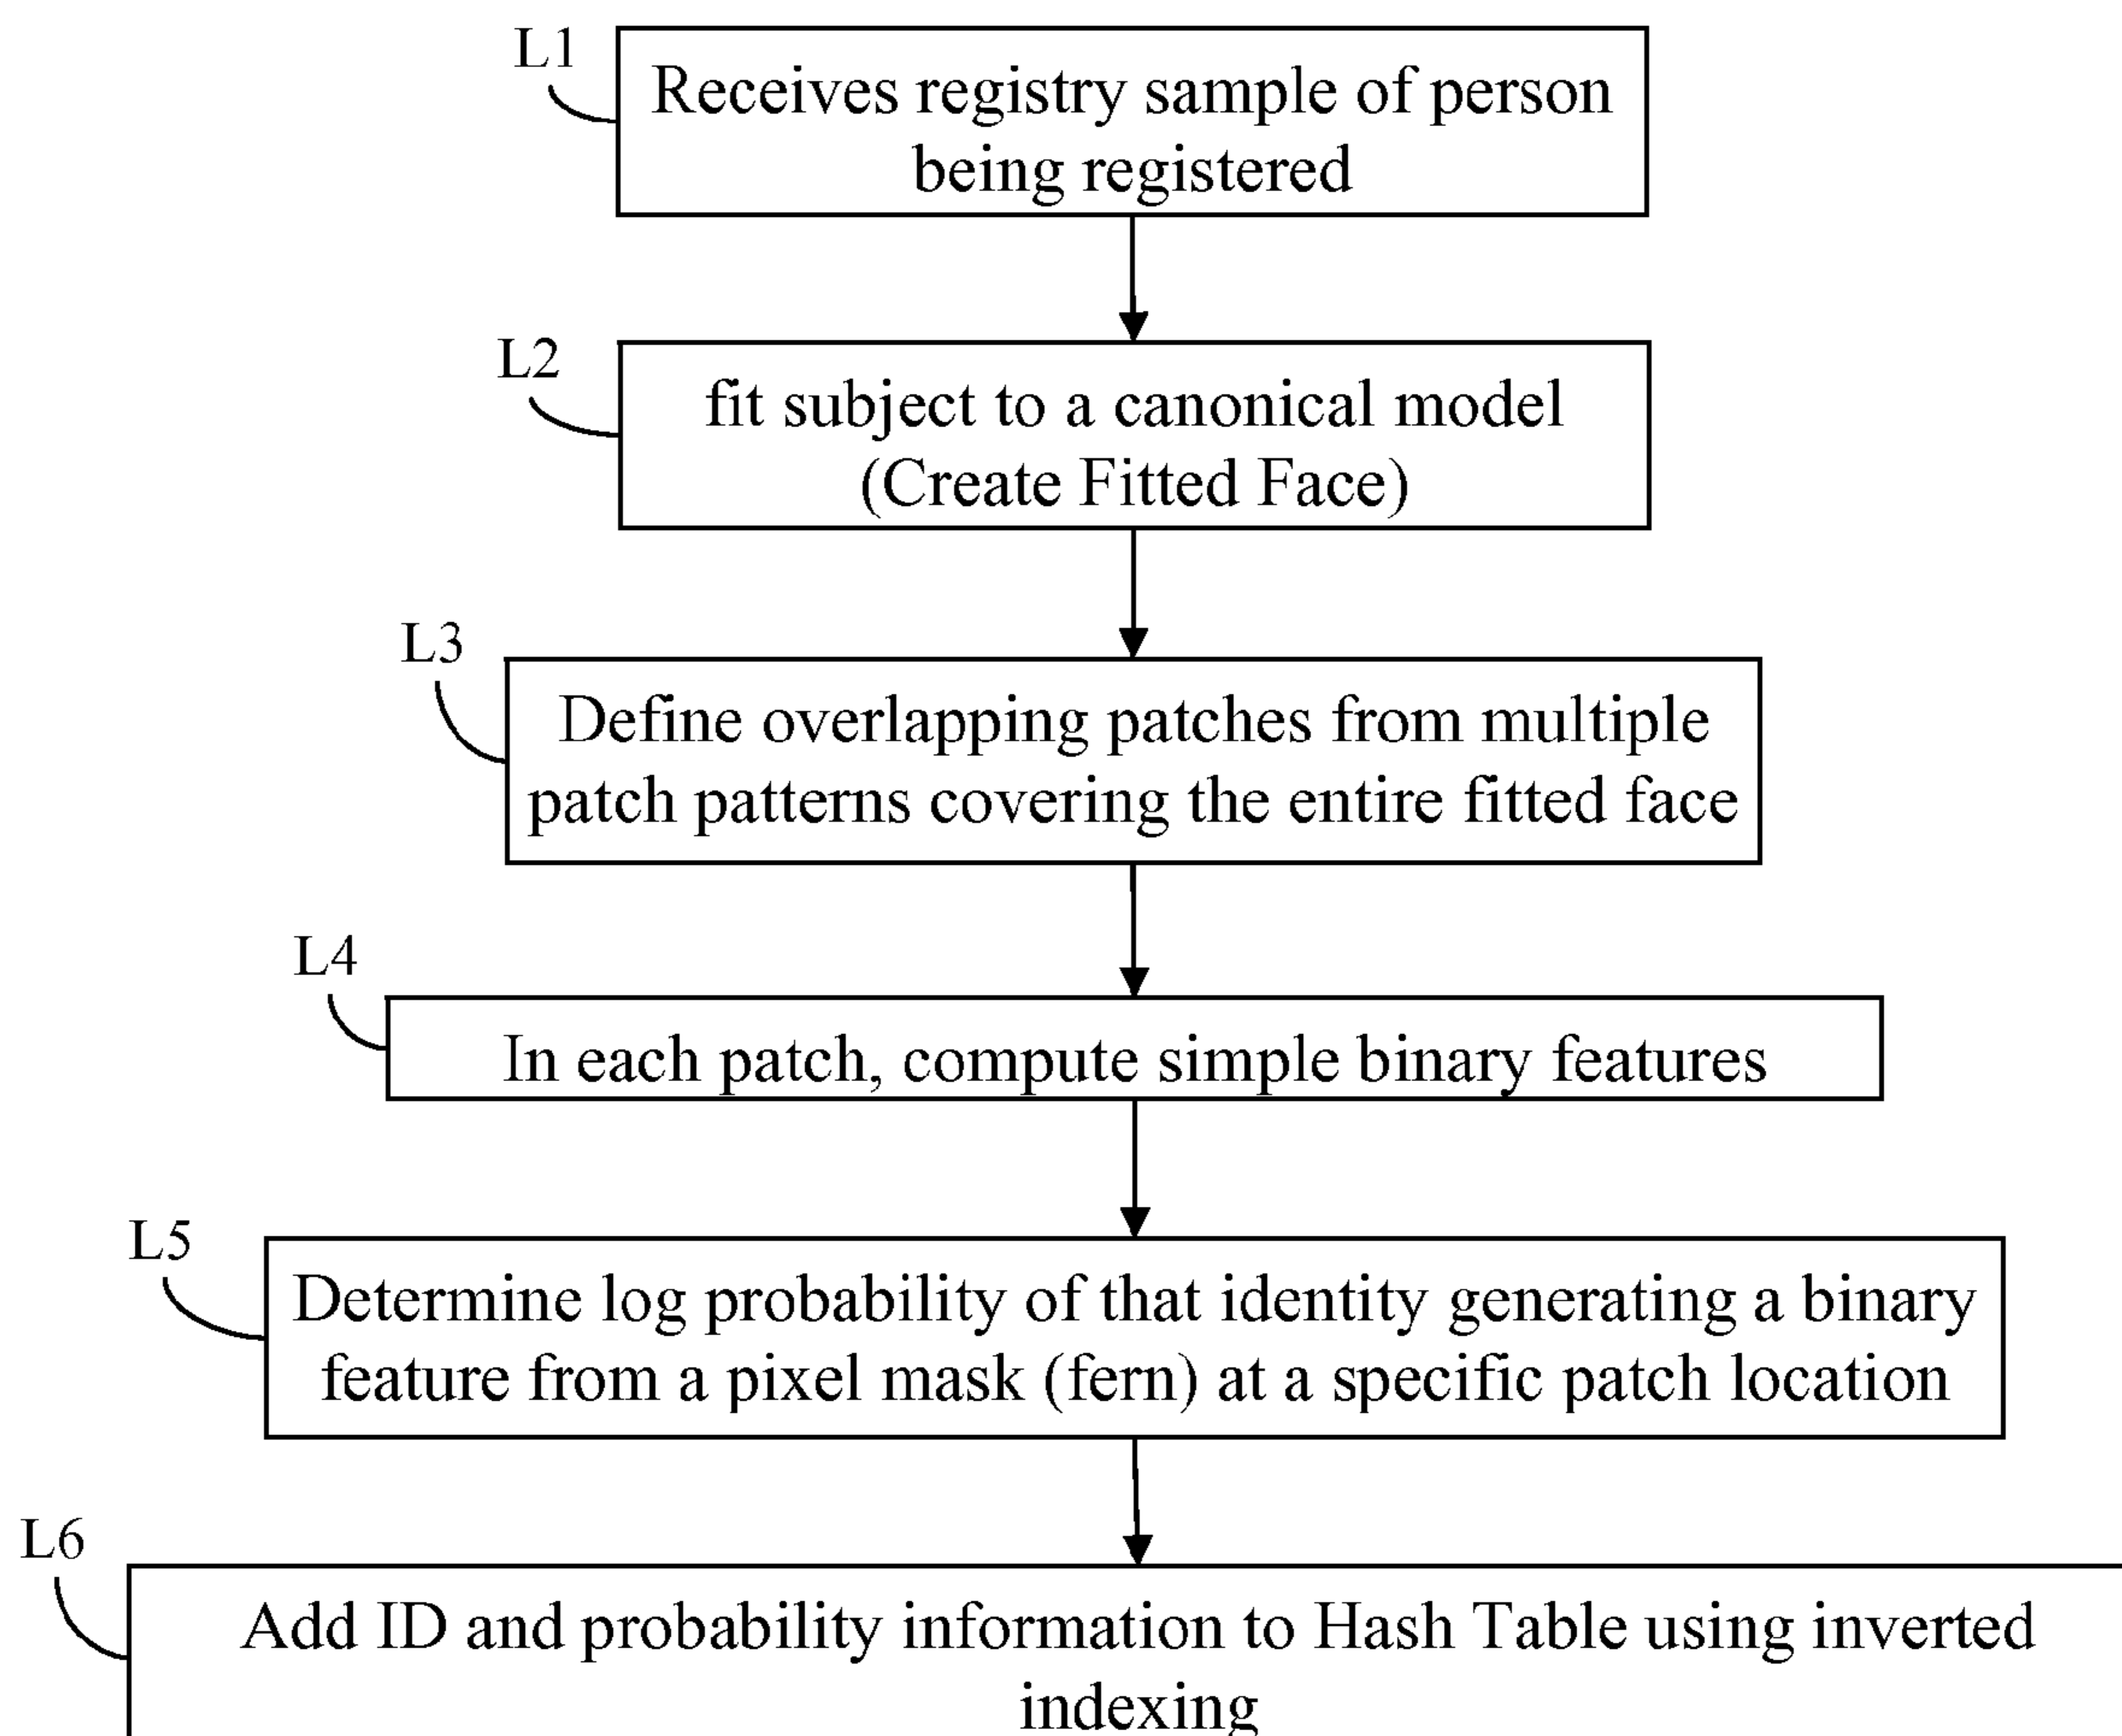 L1
Receives registry sample of person
being registered
L2
fit subject to a canonical model
(Create Fitted Face)
L3
Define overlapping patches from multiple
patch patterns covering the entire fitted face
L4
In each patch, compute simple binary features
L5
Determine log probability of that identity generating a binary
feature from a pixel mask (fern) at a specific patch location
L6
Add ID and probability information to Hash Table using inverted
indexing